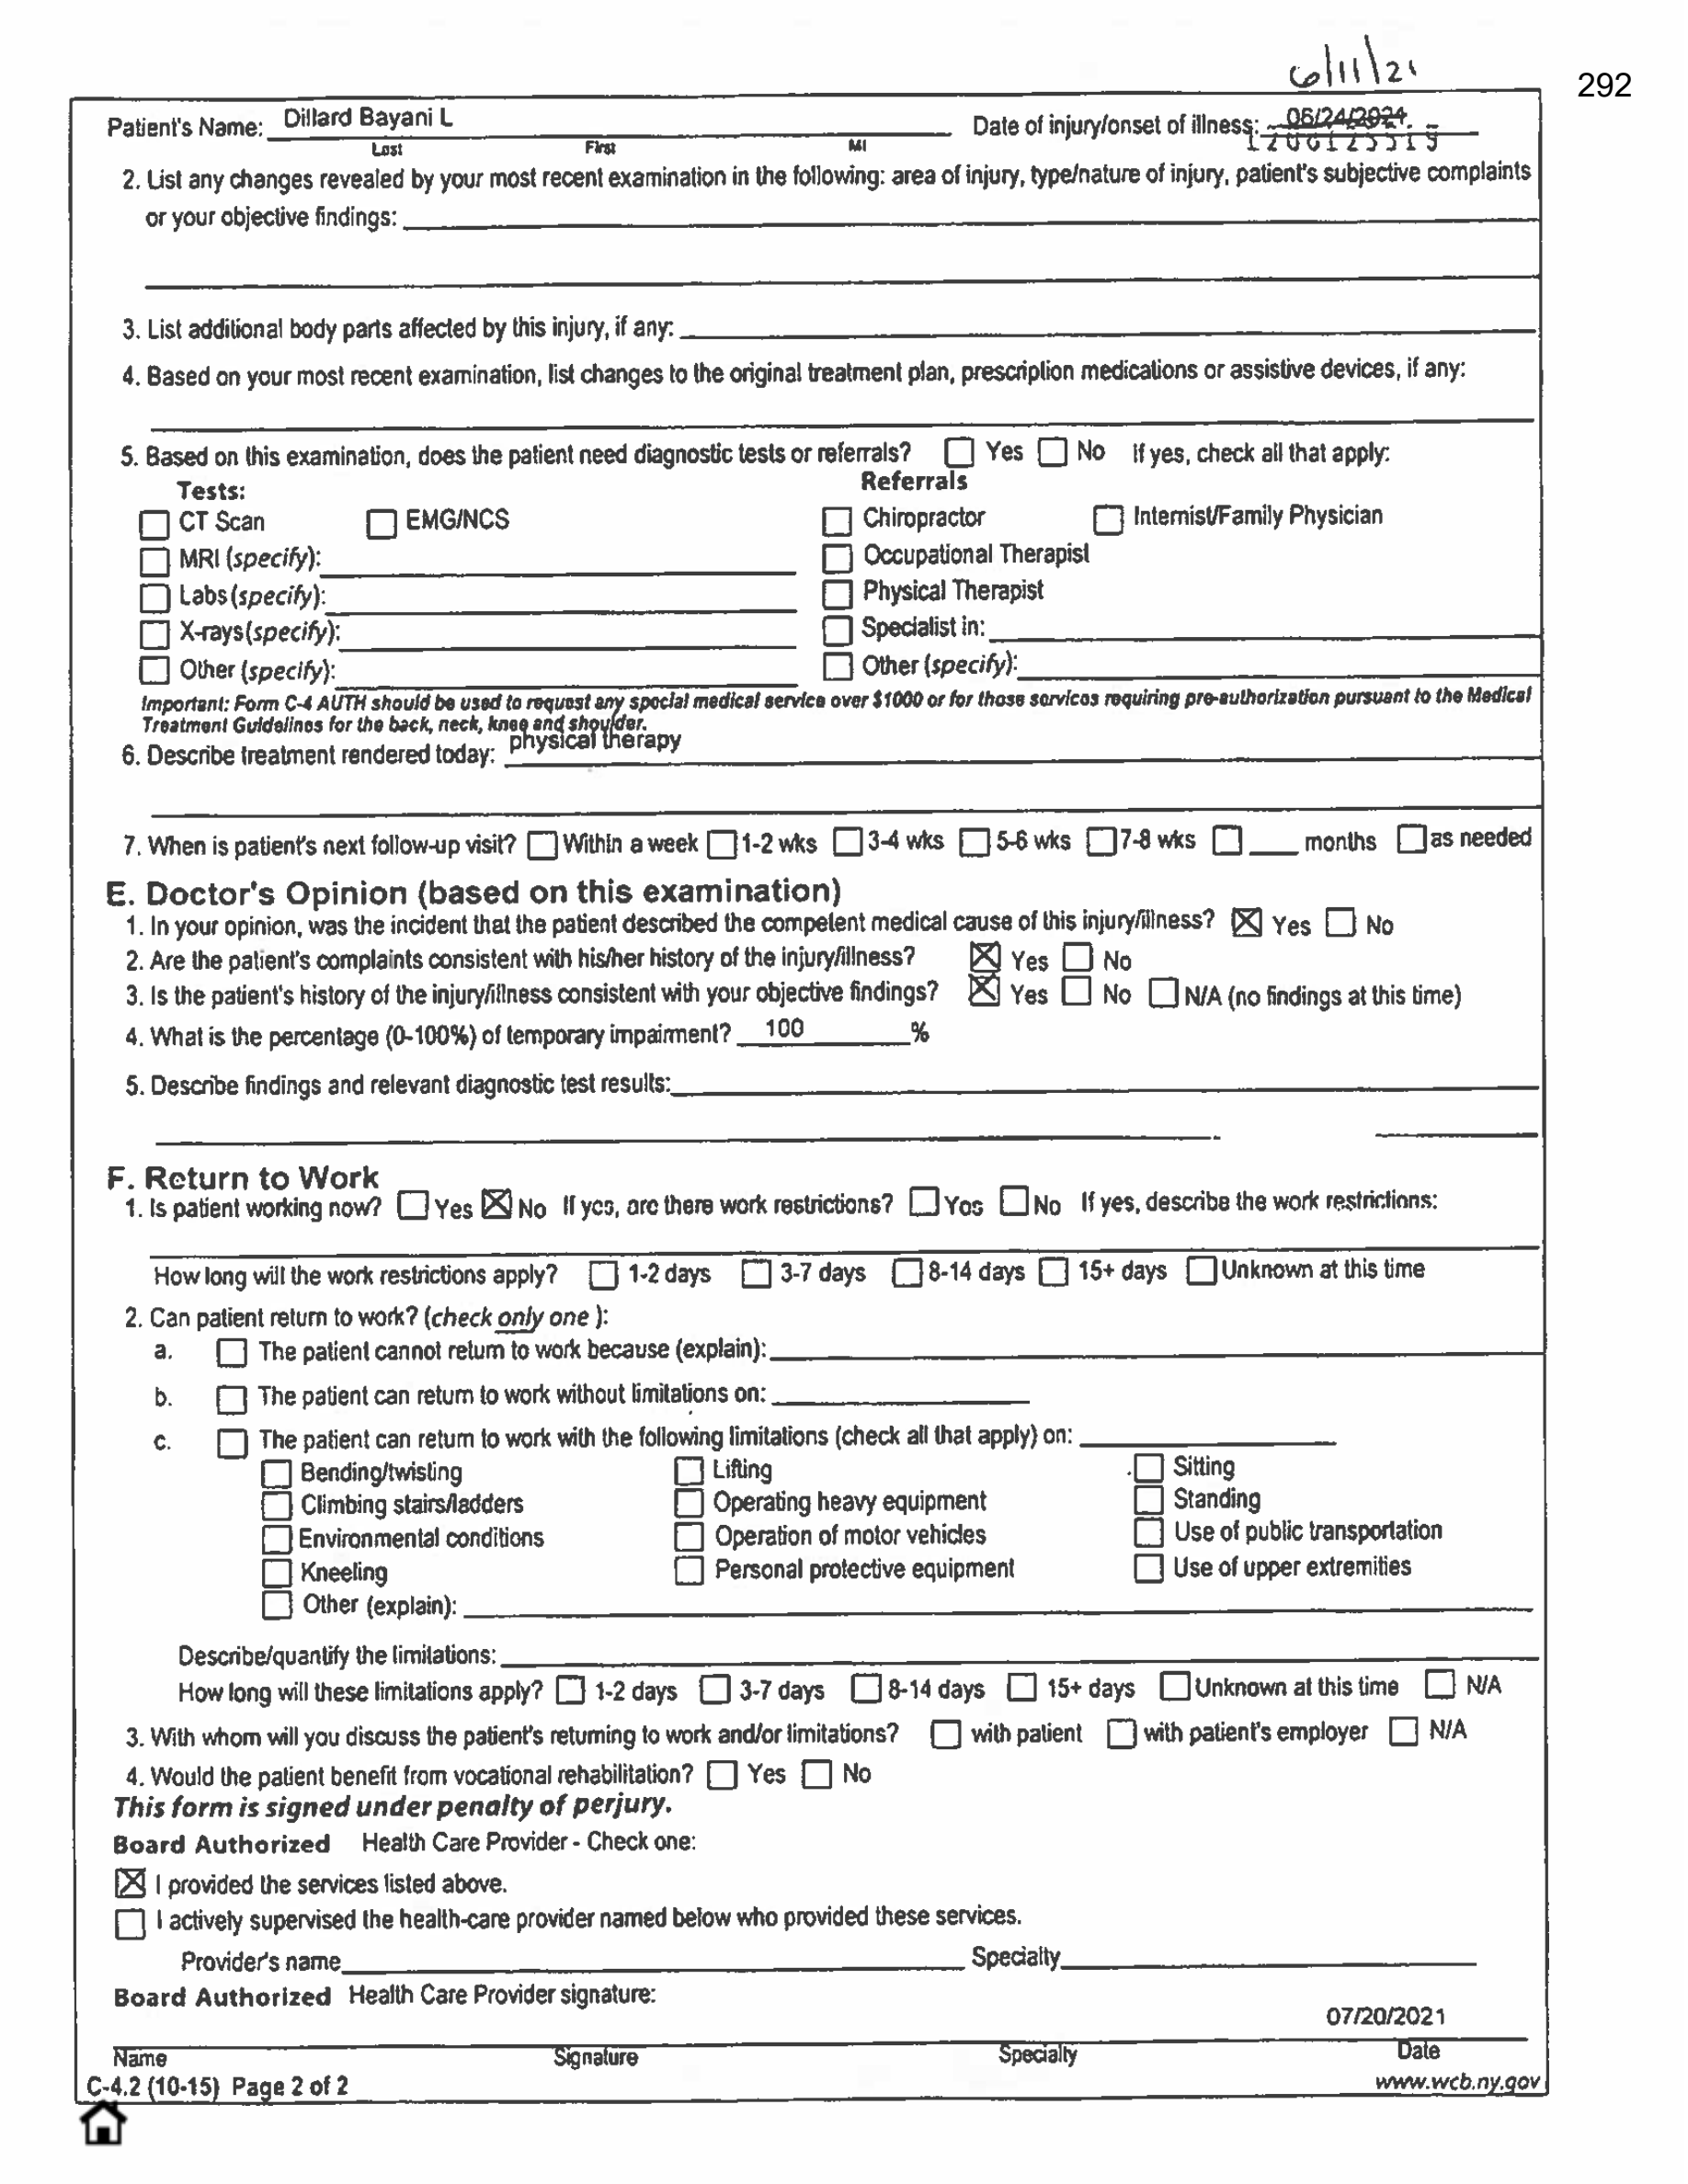 6/11/21
292
Patient's Name: Dillard Bayani L
Date of injury/onset of illness: 06/24/2021
Last First MI
2. List any changes revealed by your most recent examination in the following: area of injury, type/nature of injury, patient's subjective complaints
or your objective findings:
3. List additional body parts affected by this injury, if any:
4. Based on your most recent examination, list changes to the original treatment plan, prescription medications or assistive devices, if any:
5. Based on this examination, does the patient need diagnostic tests or referrals? Yes No If yes, check all that apply:
Tests: Referrals
CT Scan EMG/NCS Chiropractor Internist/Family Physician
MRI (specify): Occupational Therapist
Labs (specify): Physical Therapist
X-rays (specify): Specialist in:
Other (specify): Other (specify):
Important: Form C-4 AUTH should be used to request any special medical service over $1000 or for those services requiring pre-authorization pursuant to the Medical
Treatment Guidelines for the back, neck, knee and shoulder.
6. Describe treatment rendered today: physical therapy
7. When is patient's next follow-up visit? Within a week 1-2 wks 3-4 wks 5-6 wks 7-8 wks ___ months as needed
E. Doctor's Opinion (based on this examination)
1. In your opinion, was the incident that the patient described the competent medical cause of this injury/illness? ☒ Yes ☐ No
2. Are the patient's complaints consistent with his/her history of the injury/illness? ☒ Yes ☐ No
3. Is the patient's history of the injury/illness consistent with your objective findings? ☒ Yes ☐ No ☐ N/A (no findings at this time)
4. What is the percentage (0-100%) of temporary impairment? 100 %
5. Describe findings and relevant diagnostic test results:
F. Return to Work
1. Is patient working now? ☐ Yes ☒ No If yes, are there work restrictions? ☐ Yes ☐ No If yes, describe the work restrictions:
How long will the work restrictions apply? 1-2 days 3-7 days 8-14 days 15+ days Unknown at this time
2. Can patient return to work? (check only one ):
a. The patient cannot return to work because (explain):
b. The patient can return to work without limitations on:
c. The patient can return to work with the following limitations (check all that apply) on:
Bending/twisting Lifting Sitting
Climbing stairs/ladders Operating heavy equipment Standing
Environmental conditions Operation of motor vehicles Use of public transportation
Kneeling Personal protective equipment Use of upper extremities
Other (explain):
Describe/quantify the limitations:
How long will these limitations apply? 1-2 days 3-7 days 8-14 days 15+ days Unknown at this time N/A
3. With whom will you discuss the patient's returning to work and/or limitations? with patient with patient's employer N/A
4. Would the patient benefit from vocational rehabilitation? Yes No
This form is signed under penalty of perjury.
Board Authorized Health Care Provider - Check one:
☒ I provided the services listed above.
☐ I actively supervised the health-care provider named below who provided these services.
Provider's name Specialty
Board Authorized Health Care Provider signature:
07/20/2021
Name Signature Specialty Date
C-4.2 (10-15) Page 2 of 2 www.wcb.ny.gov